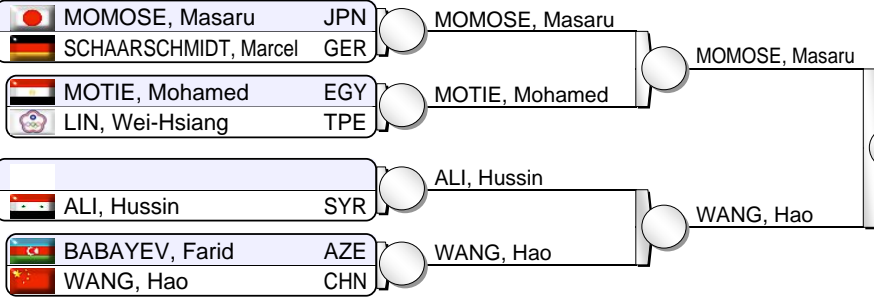 MOMOSE, Masaru JPN
SCHAARSCHMIDT, Marcel GER
MOTIE, Mohamed EGY
LIN, Wei-Hsiang TPE
ALI, Hussin SYR
BABAYEV, Farid AZE
WANG, Hao CHN
MOMOSE, Masaru
MOTIE, Mohamed
ALI, Hussin
WANG, Hao
MOMOSE, Masaru
WANG, Hao